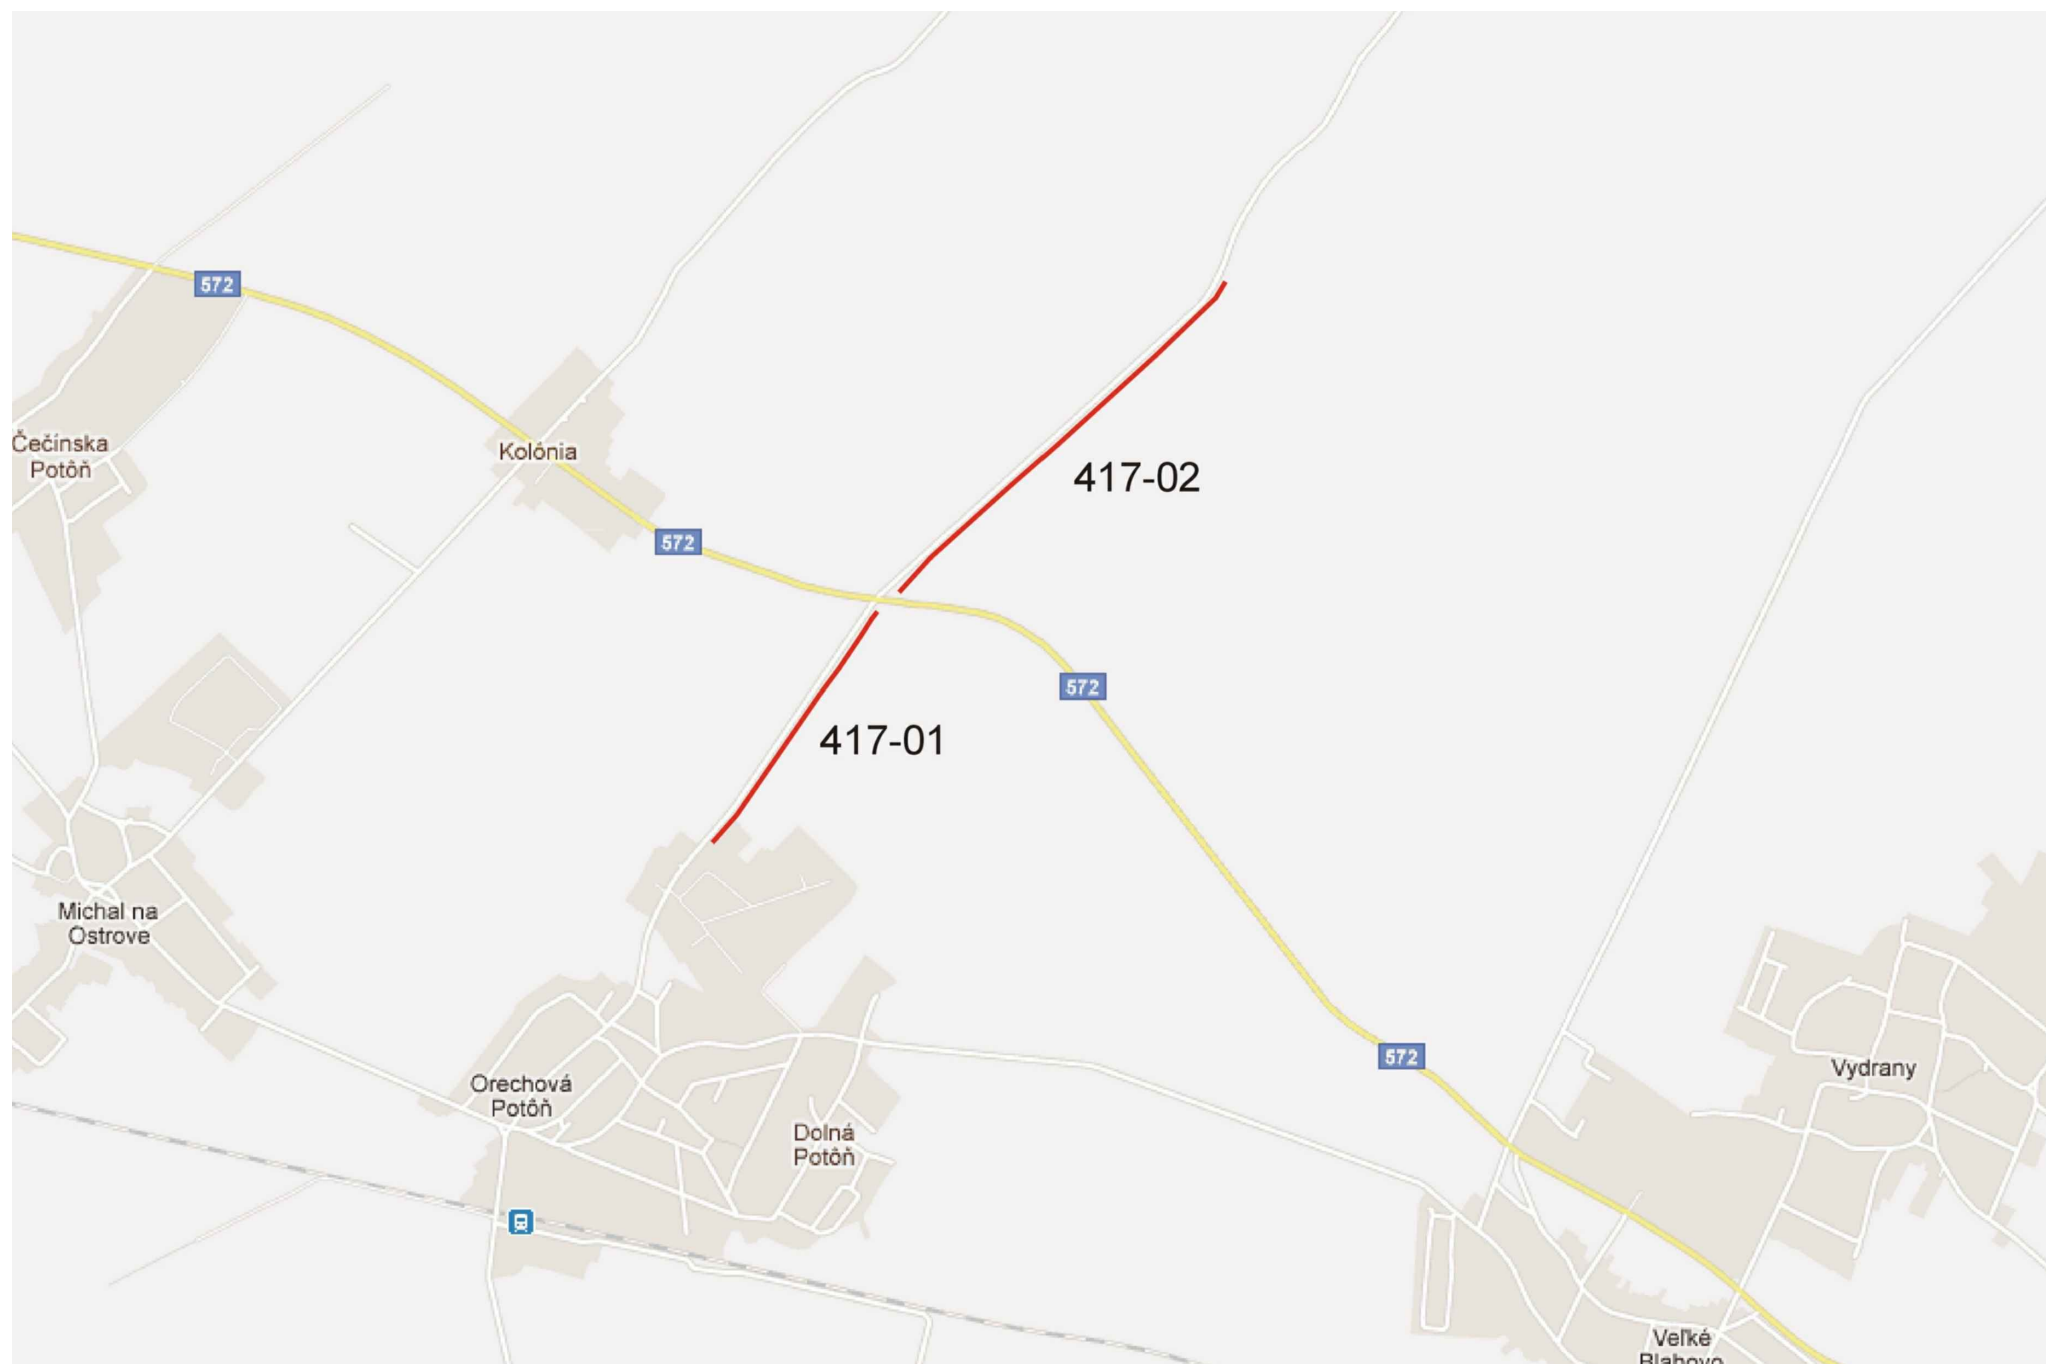 572
Čečínska
Potôň
Kolónia
417-02
572
572
417-01
Michal na
Ostrove
Orechová
Potôň
Dolná
Potôň
572
Vydrany
Veľké
Blahovo